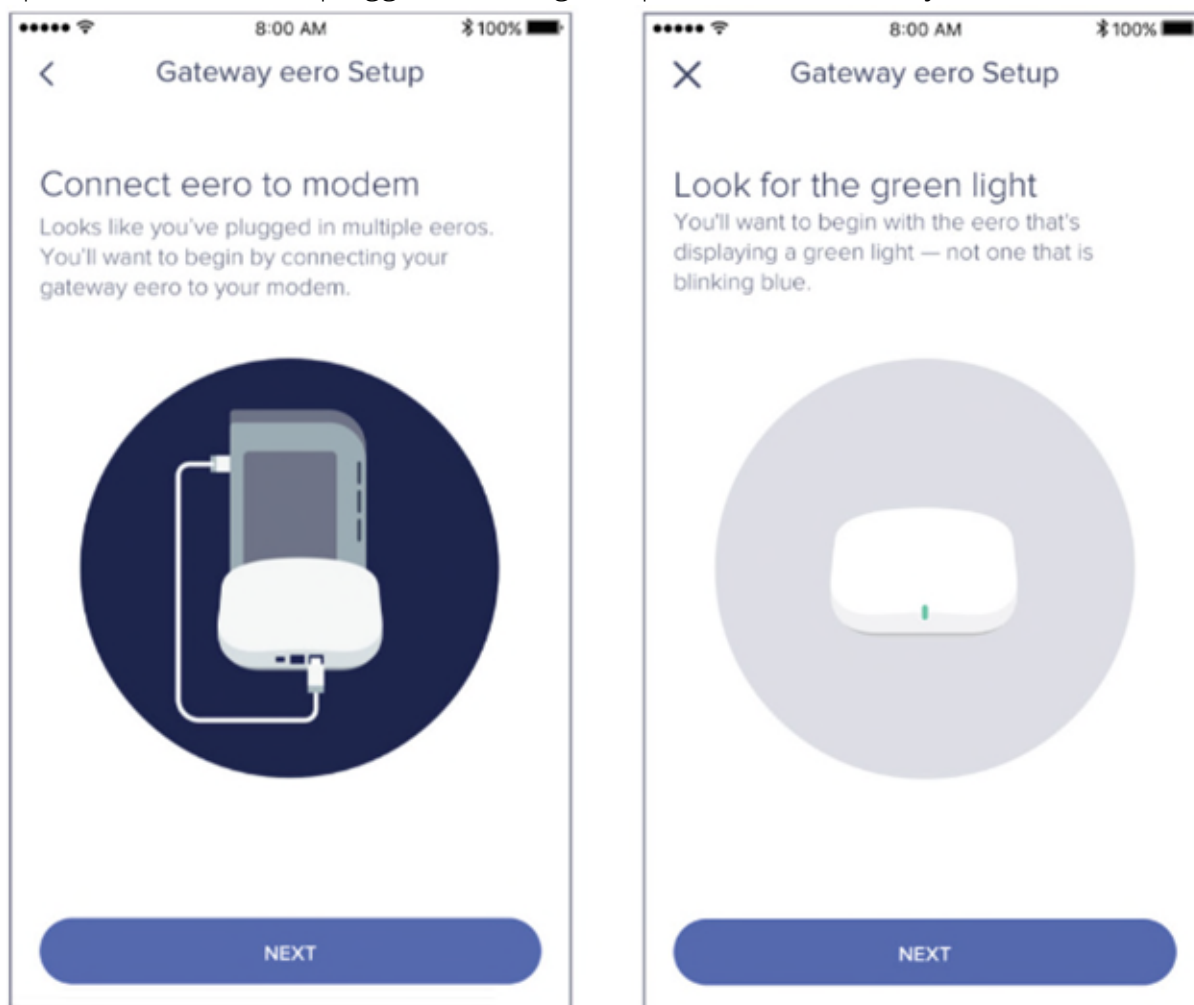 8:00 AM
100%
Gateway eero Setup
Connect eero to modem
Looks like you've plugged in multiple eeros.
You'll want to begin by connecting your
gateway eero to your modem.
NEXT
8:00 AM
100%
Gateway eero Setup
Look for the green light
You'll want to begin with the eero that's
displaying a green light — not one that is
blinking blue.
NEXT